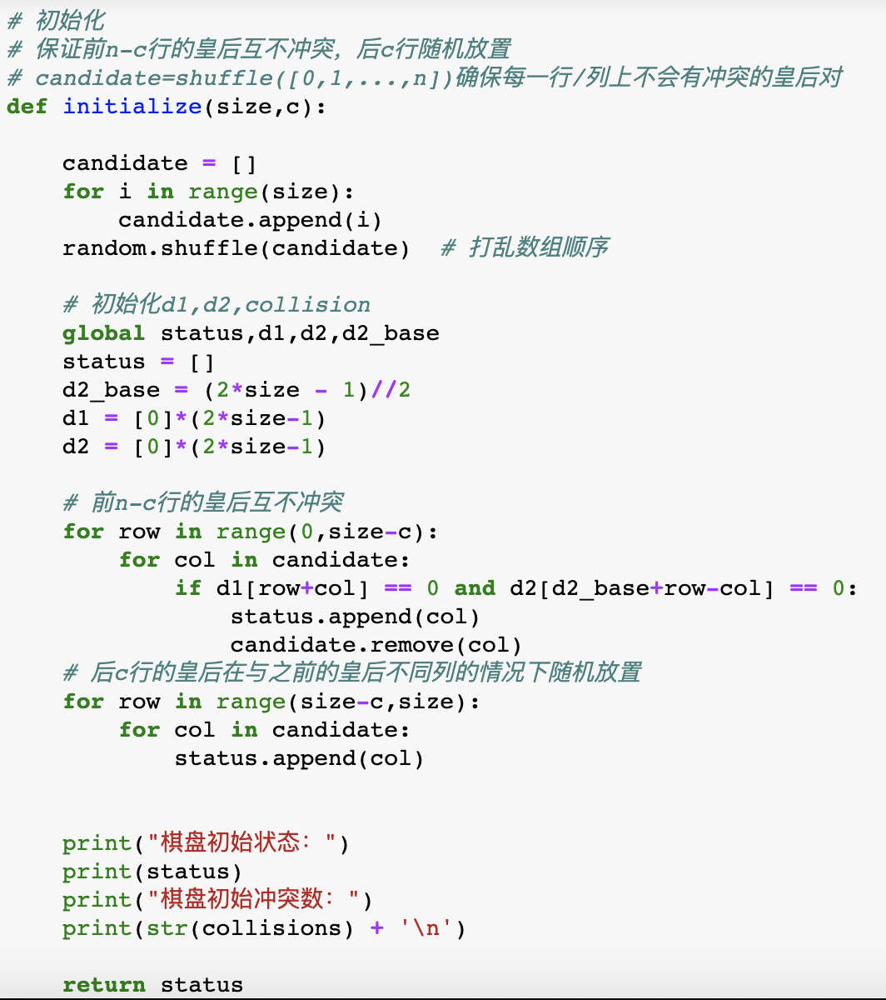 # 初始化
# 保证前n-c行的皇后互不冲突，后c行随机放置
# candidate=shuffle([0,1,...,n])确保每一行/列上不会有冲突的皇后对
def initialize(size,c):
    candidate = []
    for i in range(size):
        candidate.append(i)
    random.shuffle(candidate)  # 打乱数组顺序
    # 初始化d1,d2,collision
    global status,d1,d2,d2_base
    status = []
    d2_base = (2*size - 1)//2
    d1 = [0]*(2*size-1)
    d2 = [0]*(2*size-1)
    # 前n-c行的皇后互不冲突
    for row in range(0,size-c):
        for col in candidate:
            if d1[row+col] == 0 and d2[d2_base+row-col] == 0:
                status.append(col)
                candidate.remove(col)
    # 后c行的皇后在与之前的皇后不同列的情况下随机放置
    for row in range(size-c,size):
        for col in candidate:
            status.append(col)
    print("棋盘初始状态：")
    print(status)
    print("棋盘初始冲突数：")
    print(str(collisions) + '\n')
    return status